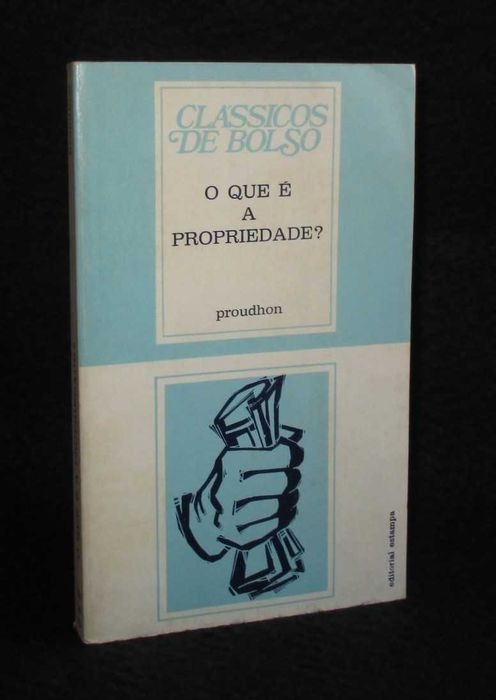 CLÁSSICOS
DE BOLSO
O QUE É
A
PROPRIEDADE?
proudhon
editorial estampa